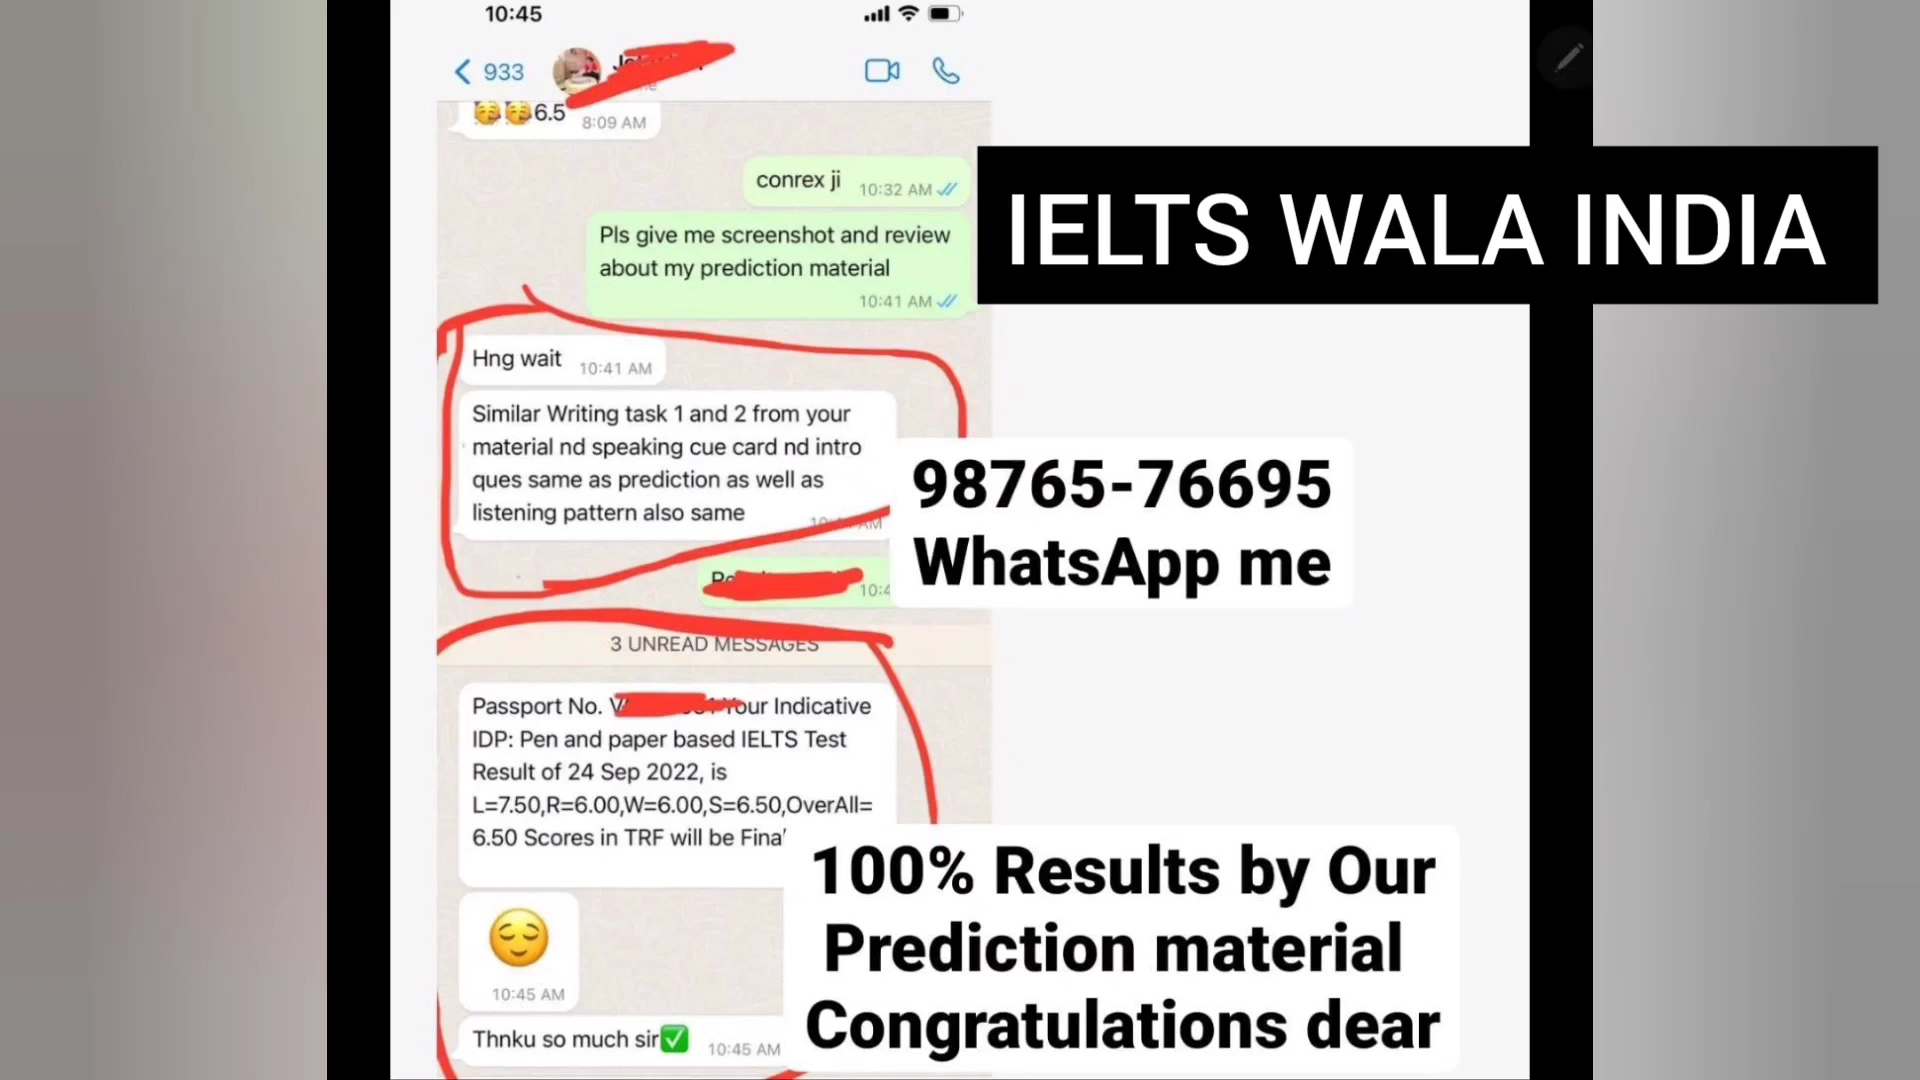 10:45
933
6.5
8:09 AM
conrex ji
10:32 AM
Pls give me screenshot and review
about my prediction material
10:41 AM
IELTS WALA INDIA
Hng wait
10:41 AM
Similar Writing task 1 and 2 from your
material nd speaking cue card nd intro
ques same as prediction as well as
listening pattern also same
98765-76695
WhatsApp me
3 UNREAD MESSAGES
Passport No. Your Indicative
IDP: Pen and paper based IELTS Test
Result of 24 Sep 2022, is
L=7.50,R=6.00,W=6.00,S=6.50,OverAll=
6.50 Scores in TRF will be Final
10:45 AM
Thnku so much sir
10:45 AM
100% Results by Our
Prediction material
Congratulations dear